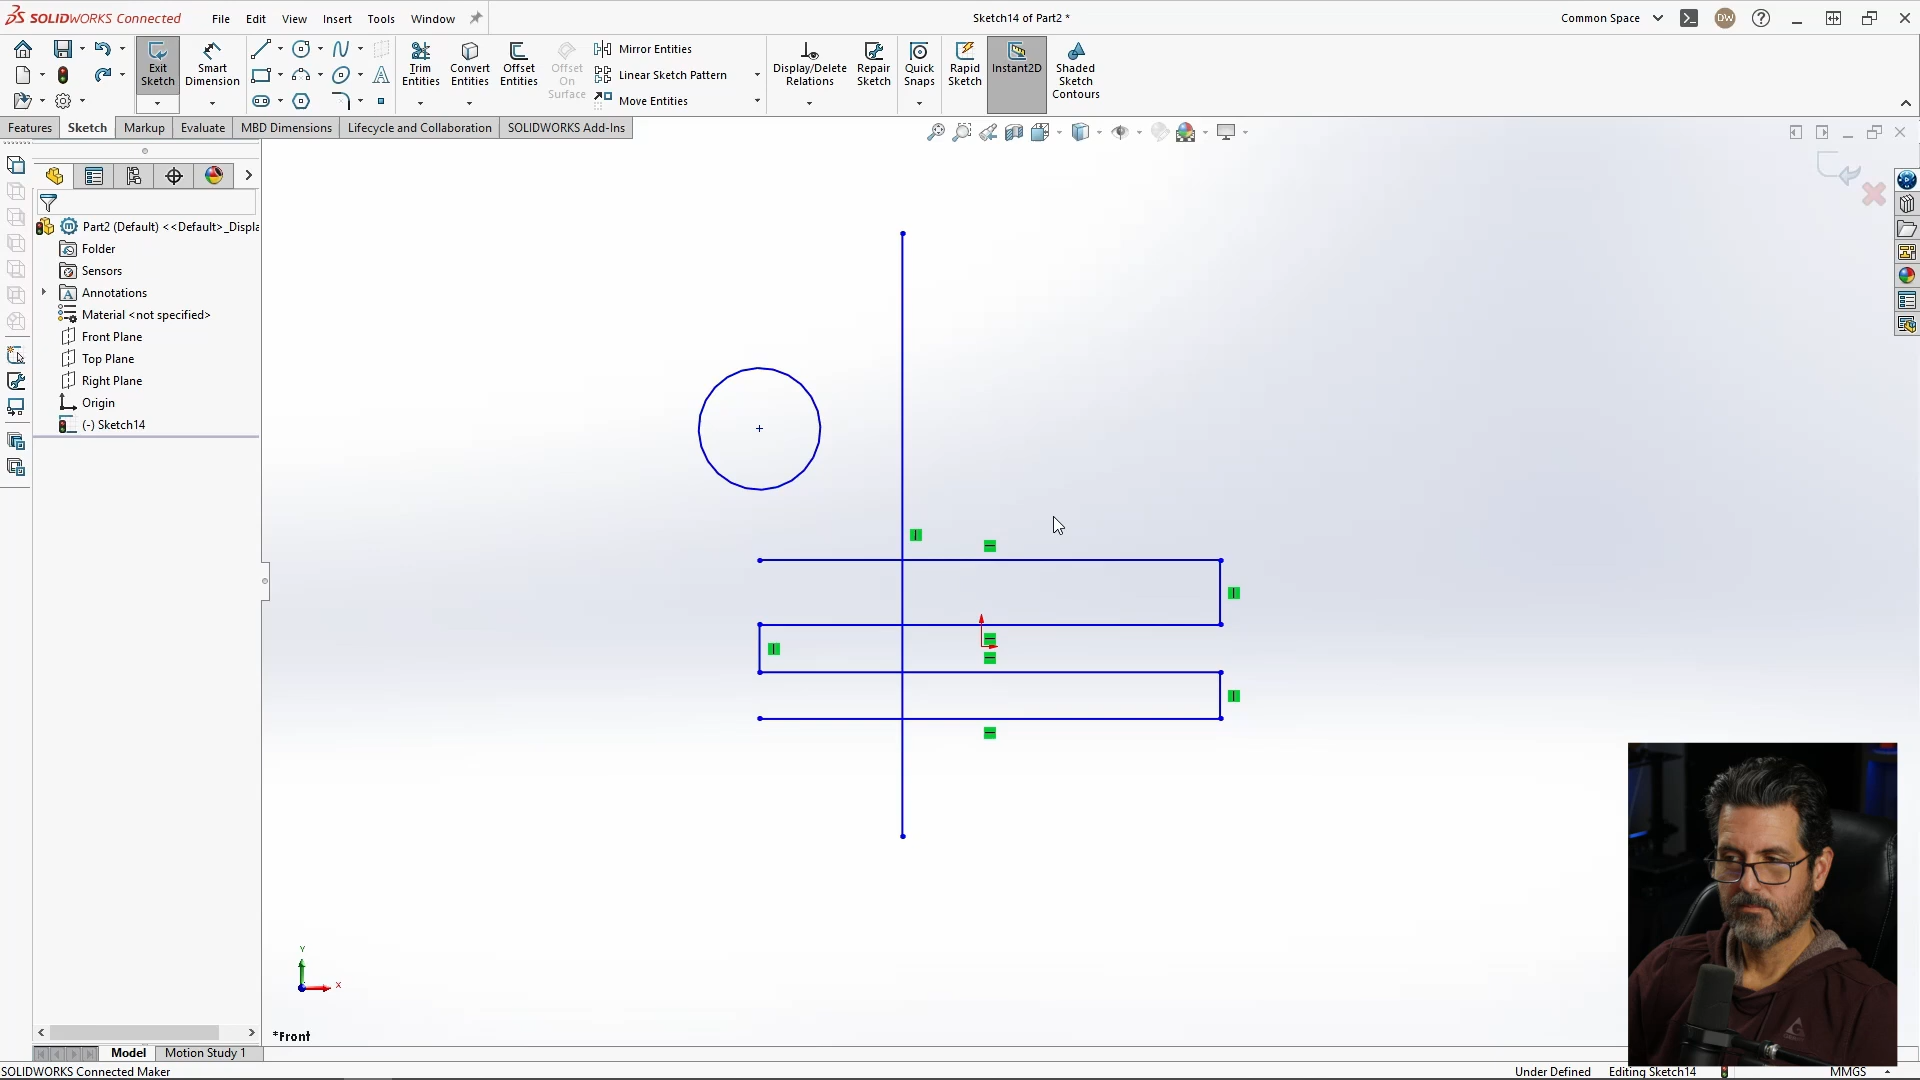 SOLIDWORKS Connected
File Edit View Insert Tools Window
Sketch14 of Part2 *
Common Space
DW
Exit Sketch
Smart Dimension
Trim Entities
Convert Entities
Offset Entities
Offset On Surface
Mirror Entities
Linear Sketch Pattern
Move Entities
Display/Delete Relations
Repair Sketch
Quick Snaps
Rapid Sketch
Instant2D
Shaded Sketch Contours
Features Sketch Markup Evaluate MBD Dimensions Lifecycle and Collaboration SOLIDWORKS Add-Ins
Part2 (Default) <<Default>_Displa
Folder
Sensors
Annotations
Material <not specified>
Front Plane
Top Plane
Right Plane
Origin
(-) Sketch14
Y
X
*Front
Model Motion Study 1
SOLIDWORKS Connected Maker
Under Defined Editing Sketch14 MMGS